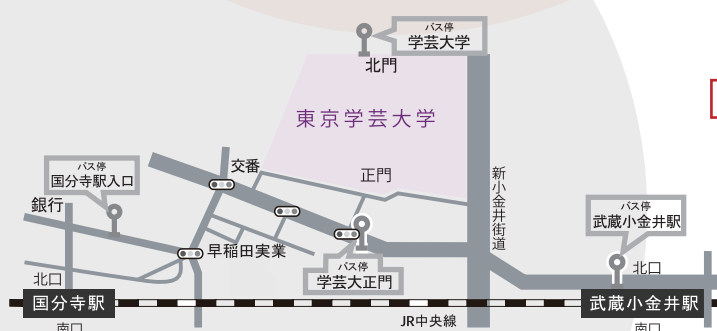 バス停
学芸大学
北門
東京学芸大学
交番
正門
バス停
国分寺駅入口
銀行
新小金井街道
バス停
武蔵小金井駅
早稲田実業
バス停
学芸大正門
北口
北口
国分寺駅
武蔵小金井駅
JR中央線
南口
南口